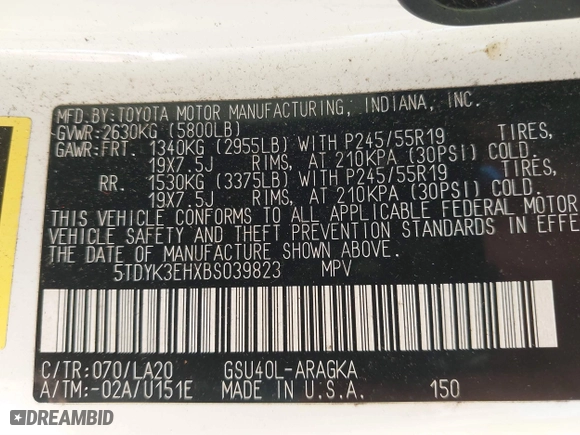 MFD.BY:TOYOTA MOTOR MANUFACTURING, INDIANA, INC.
GVWR:2630KG (5800LB)
GAWR:FRT. 1340KG (2955LB) WITH P245/55R19 TIRES,
19X7.5J RIMS, AT 210KPA (30PSI) COLD.
RR. 1530KG (3375LB) WITH P245/55R19 TIRES,
19X7.5J RIMS, AT 210KPA (30PSI) COLD.
THIS VEHICLE CONFORMS TO ALL APPLICABLE FEDERAL MOTOR
VEHICLE SAFETY AND THEFT PREVENTION STANDARDS IN EFFE
THE DATE OF MANUFACTURE SHOWN ABOVE.
5TDYK3EHXBS039823 MPV
C/TR:070/LA20 GSU40L-ARAGKA
A/TM:-02A/U151E MADE IN U.S.A. 150
DREAMBID